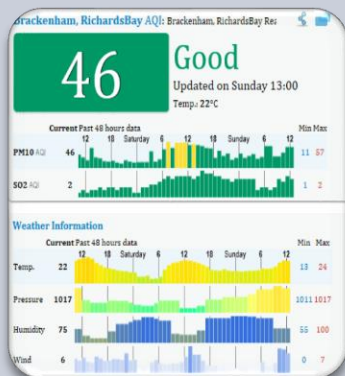 Brackenham, RichardsBay AQI: Brackenham, RichardsBay Rea
46
Good
Updated on Sunday 13:00
Temp.: 22°C
Current Past 48 hours data Min Max
12 18 Saturday 6 12 18 Sunday 6 12
PM10 AQI 46 11 57
SO2 AQI 2 1 2
Weather Information
Current Past 48 hours data Min Max
12 18 Saturday 6 12 18 Sunday 6 12
Temp. 22 13 24
Pressure 1017 1011 1017
Humidity 75 55 100
Wind 6 0 7